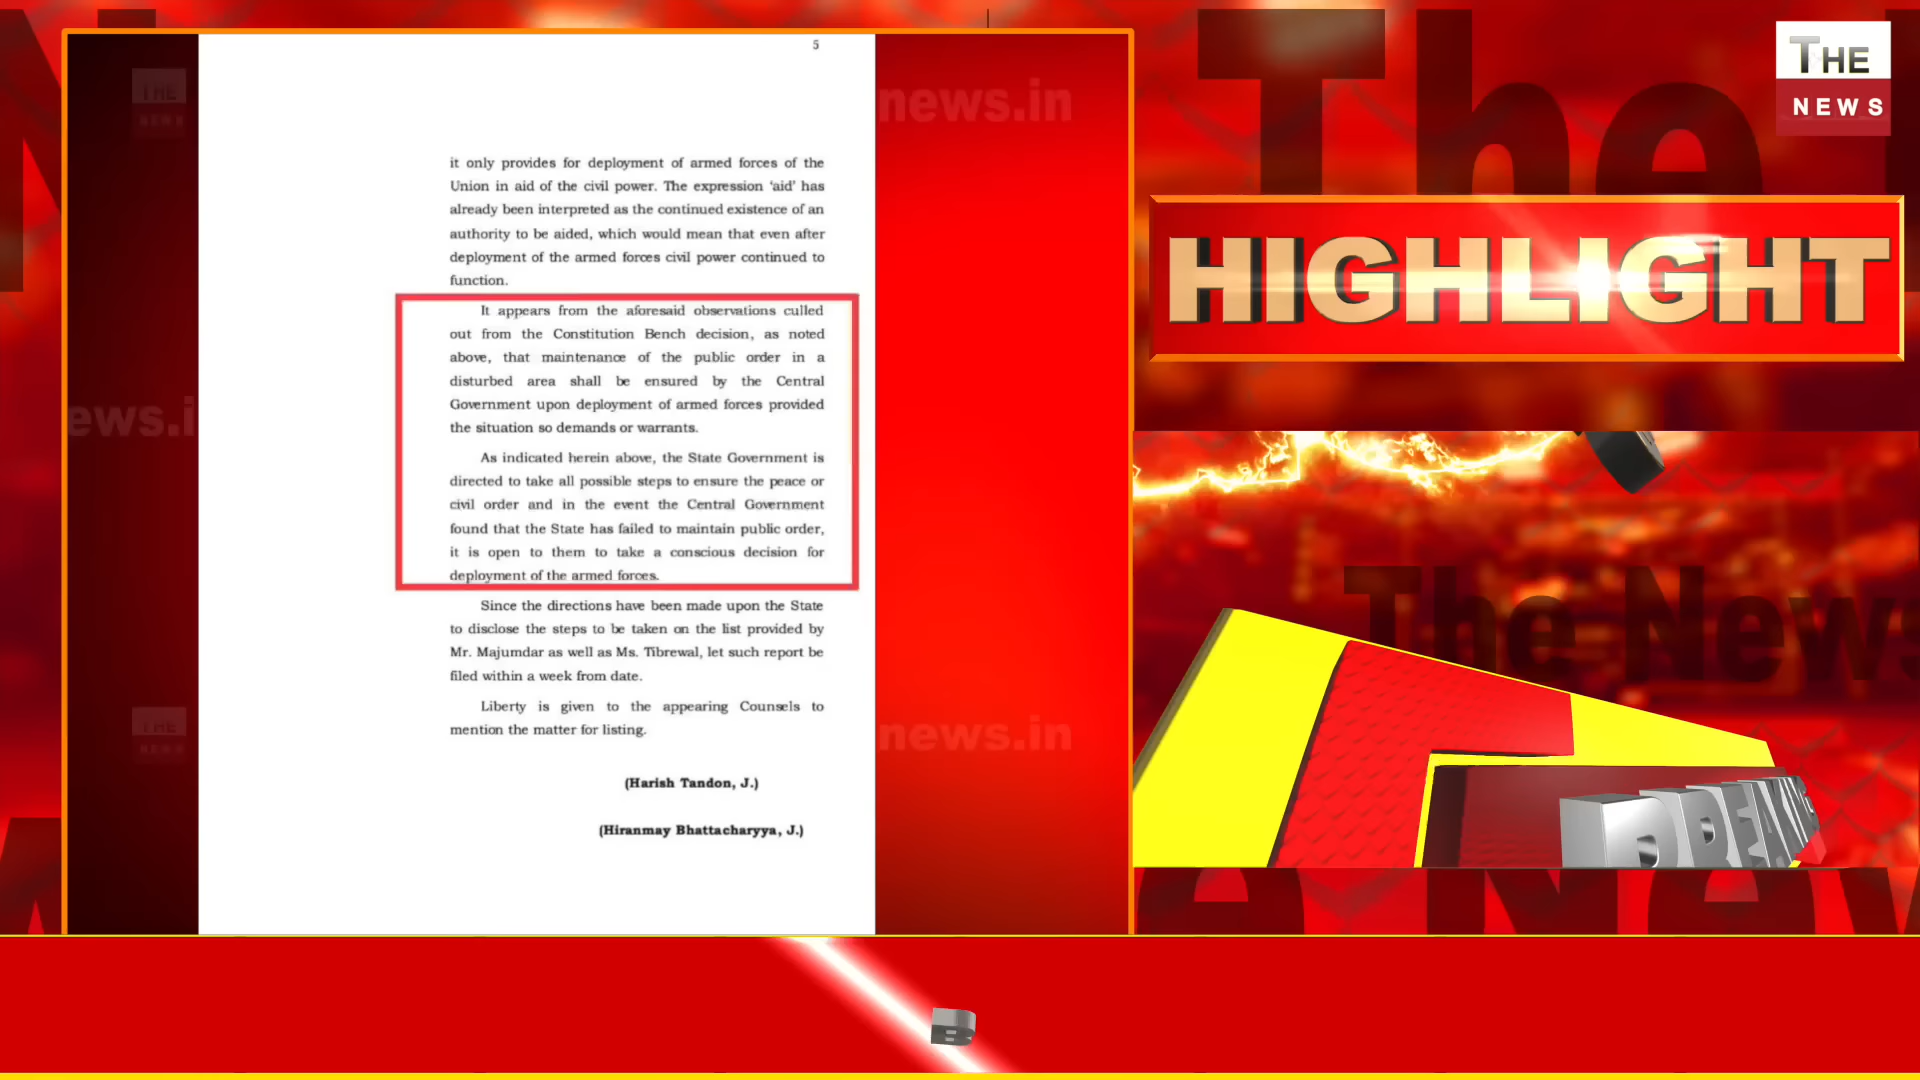 5
it only provides for deployment of armed forces of the
Union in aid of the civil power. The expression ‘aid’ has
already been interpreted as the continued existence of an
authority to be aided, which would mean that even after
deployment of the armed forces civil power continued to
function.
It appears from the aforesaid observations culled
out from the Constitution Bench decision, as noted
above, that maintenance of the public order in a
disturbed area shall be ensured by the Central
Government upon deployment of armed forces provided
the situation so demands or warrants.
As indicated herein above, the State Government is
directed to take all possible steps to ensure the peace or
civil order and in the event the Central Government
found that the State has failed to maintain public order,
it is open to them to take a conscious decision for
deployment of the armed forces.
Since the directions have been made upon the State
to disclose the steps to be taken on the list provided by
Mr. Majumdar as well as Ms. Tibrewal, let such report be
filed within a week from date.
Liberty is given to the appearing Counsels to
mention the matter for listing.
(Harish Tandon, J.)
(Hiranmay Bhattacharyya, J.)
THE
NEWS
news.in
ews.i
THE
NEWS
news.in
The
THE
NEWS
HIGHLIGHT
The News